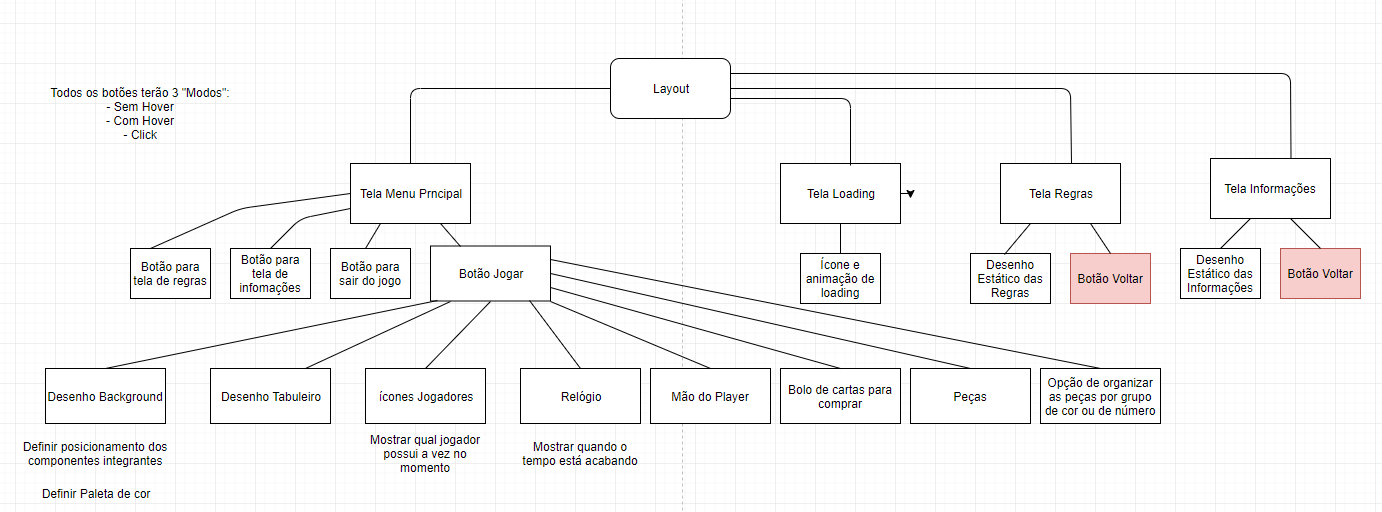 Layout
Todos os botões terão 3 "Modos":
- Sem Hover
- Com Hover
- Click
Tela Menu Prncipal
Tela Loading
Tela Regras
Tela Informações
Botão para
tela de regras
Botão para
tela de
infomações
Botão para
sair do jogo
Botão Jogar
Ícone e
animação de
loading
Desenho
Estático das
Regras
Botão Voltar
Desenho
Estático das
Informações
Botão Voltar
Desenho Background
Desenho Tabuleiro
ícones Jogadores
Relógio
Mão do Player
Bolo de cartas para
comprar
Peças
Opção de organizar
as peças por grupo
de cor ou de número
Definir posicionamento dos
componentes integrantes
Mostrar qual jogador
possui a vez no
momento
Mostrar quando o
tempo está acabando
Definir Paleta de cor